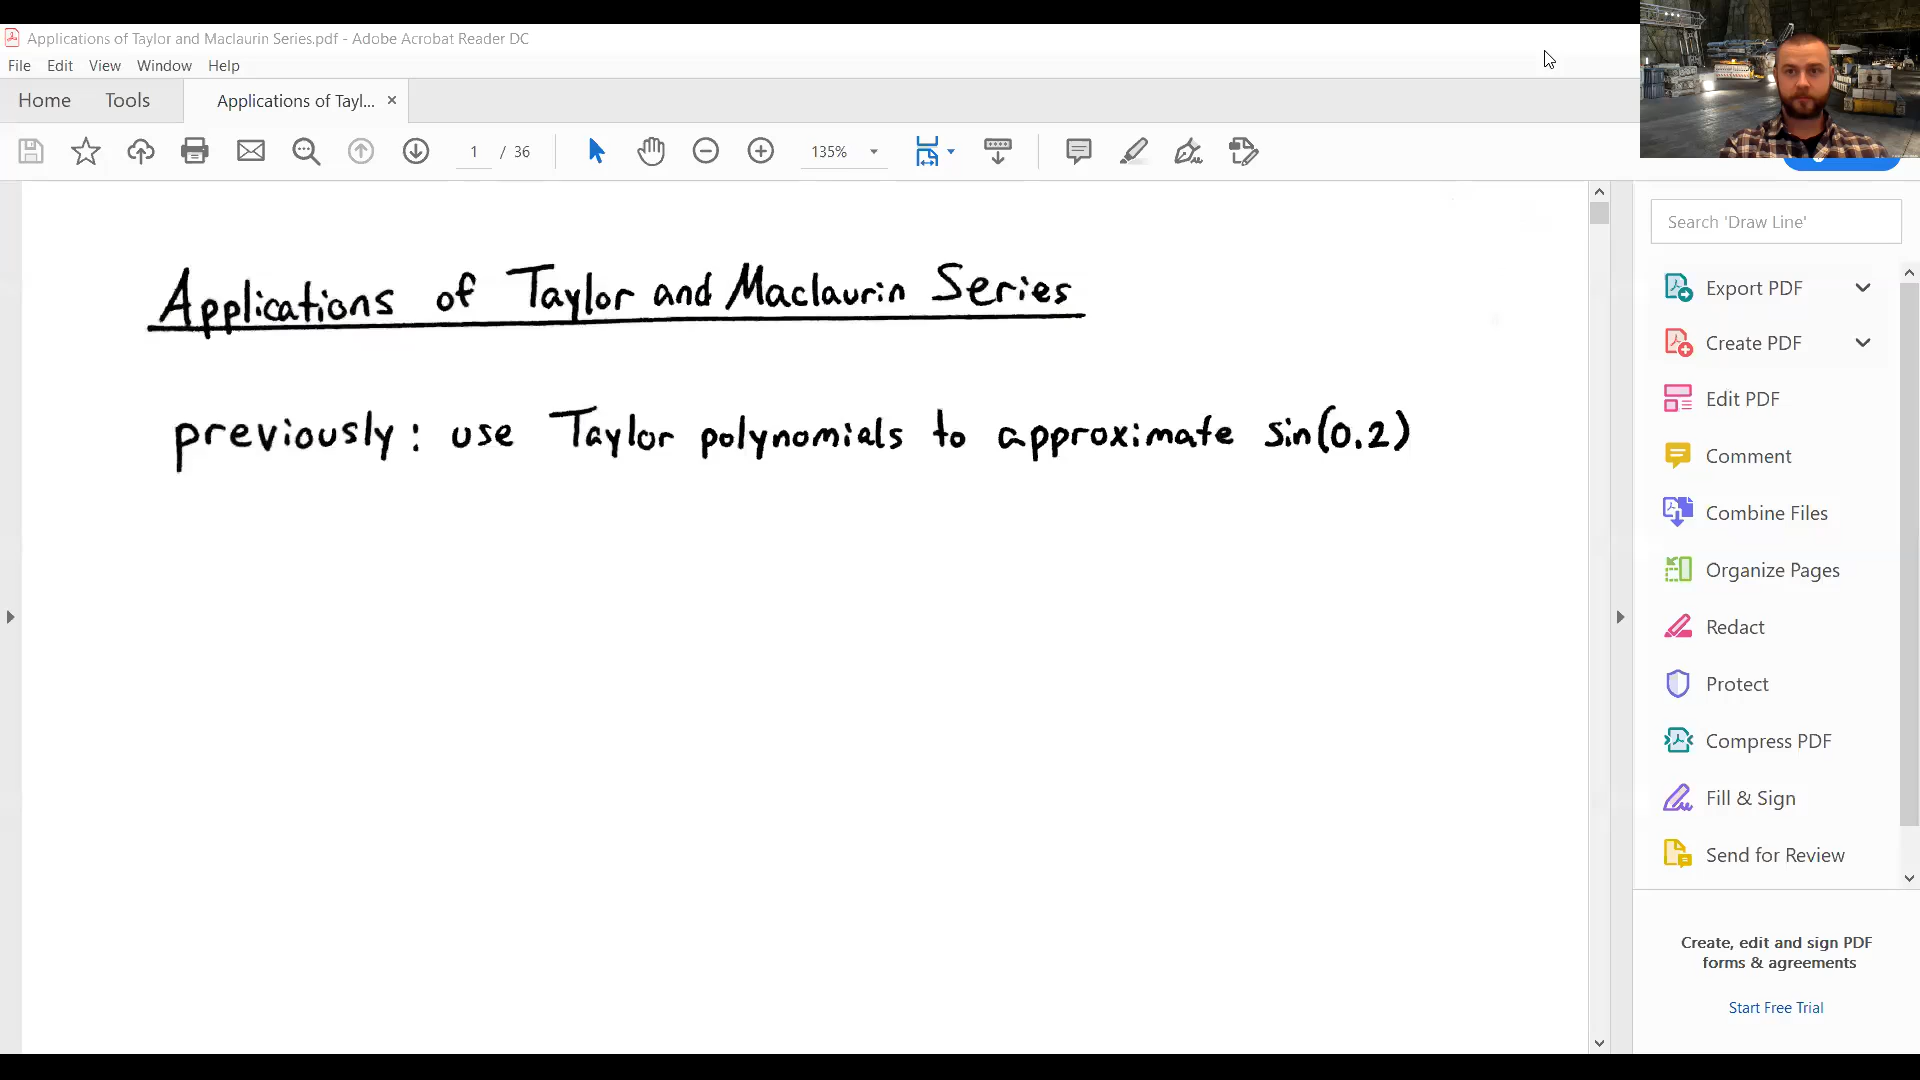 Applications of Taylor and Maclaurin Series.pdf - Adobe Acrobat Reader DC
File Edit View Window Help
Home Tools Applications of Tayl... ×
1 / 36 135%
Search 'Draw Line'
Applications of Taylor and Maclaurin Series
previously: use Taylor polynomials to approximate sin(0.2)
Export PDF
Create PDF
Edit PDF
Comment
Combine Files
Organize Pages
Redact
Protect
Compress PDF
Fill & Sign
Send for Review
Create, edit and sign PDF
forms & agreements
Start Free Trial